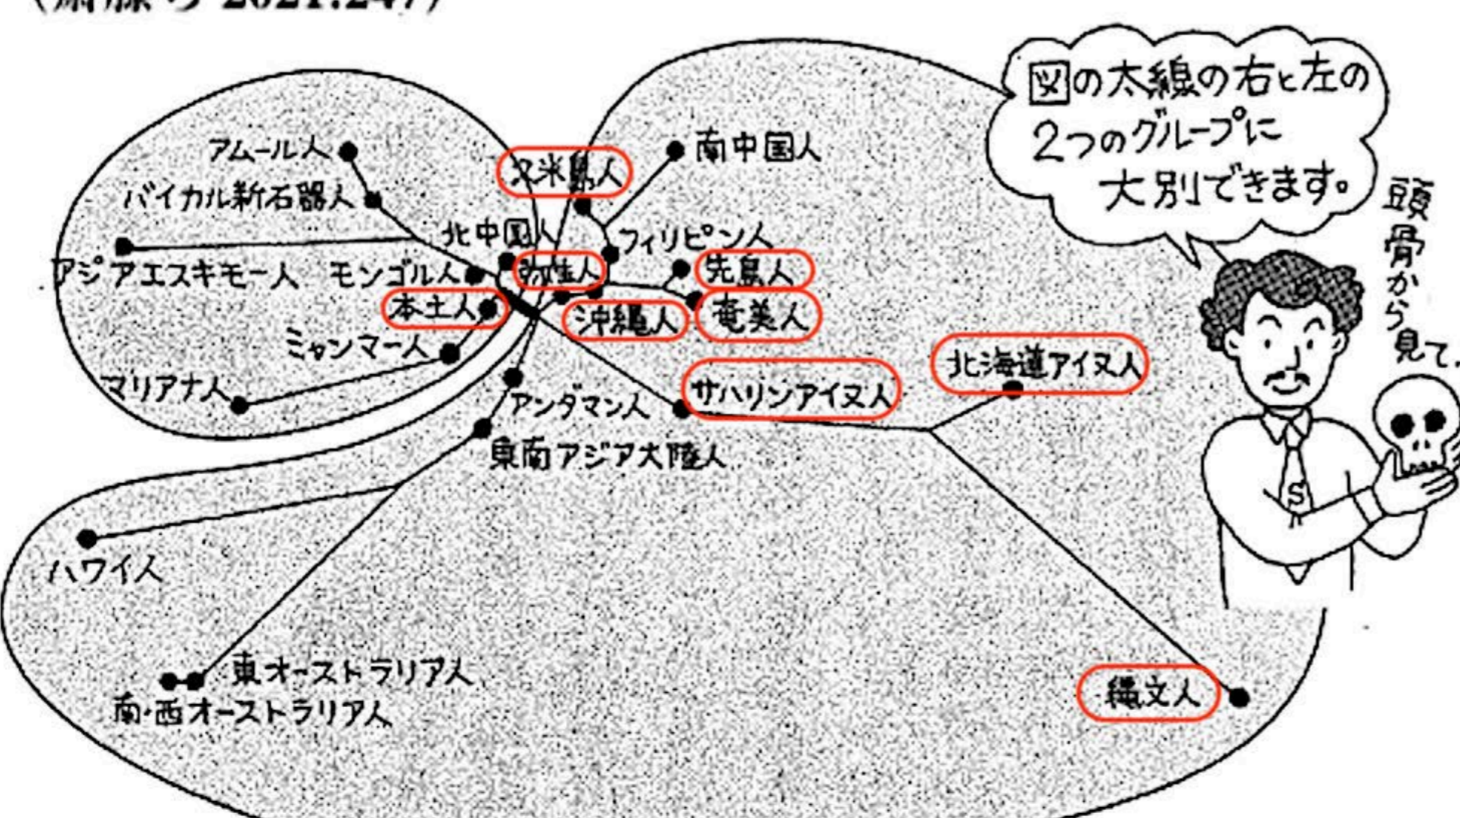 2021:247)
図の太線の右と左の
2つのグループに
大別できます。
頭骨から見て、
アムール人
バイカル新石器人
久米島人
南中国人
北中国人
フィリピン人
アジアエスキモー人
モンゴル人
弥生人
先島人
本土人
沖縄人
奄美人
ミャンマー人
北海道アイヌ人
マリアナ人
アンダマン人
サハリンアイヌ人
東南アジア大陸人
ハワイ人
東オーストラリア人
南・西オーストラリア人
縄文人
S